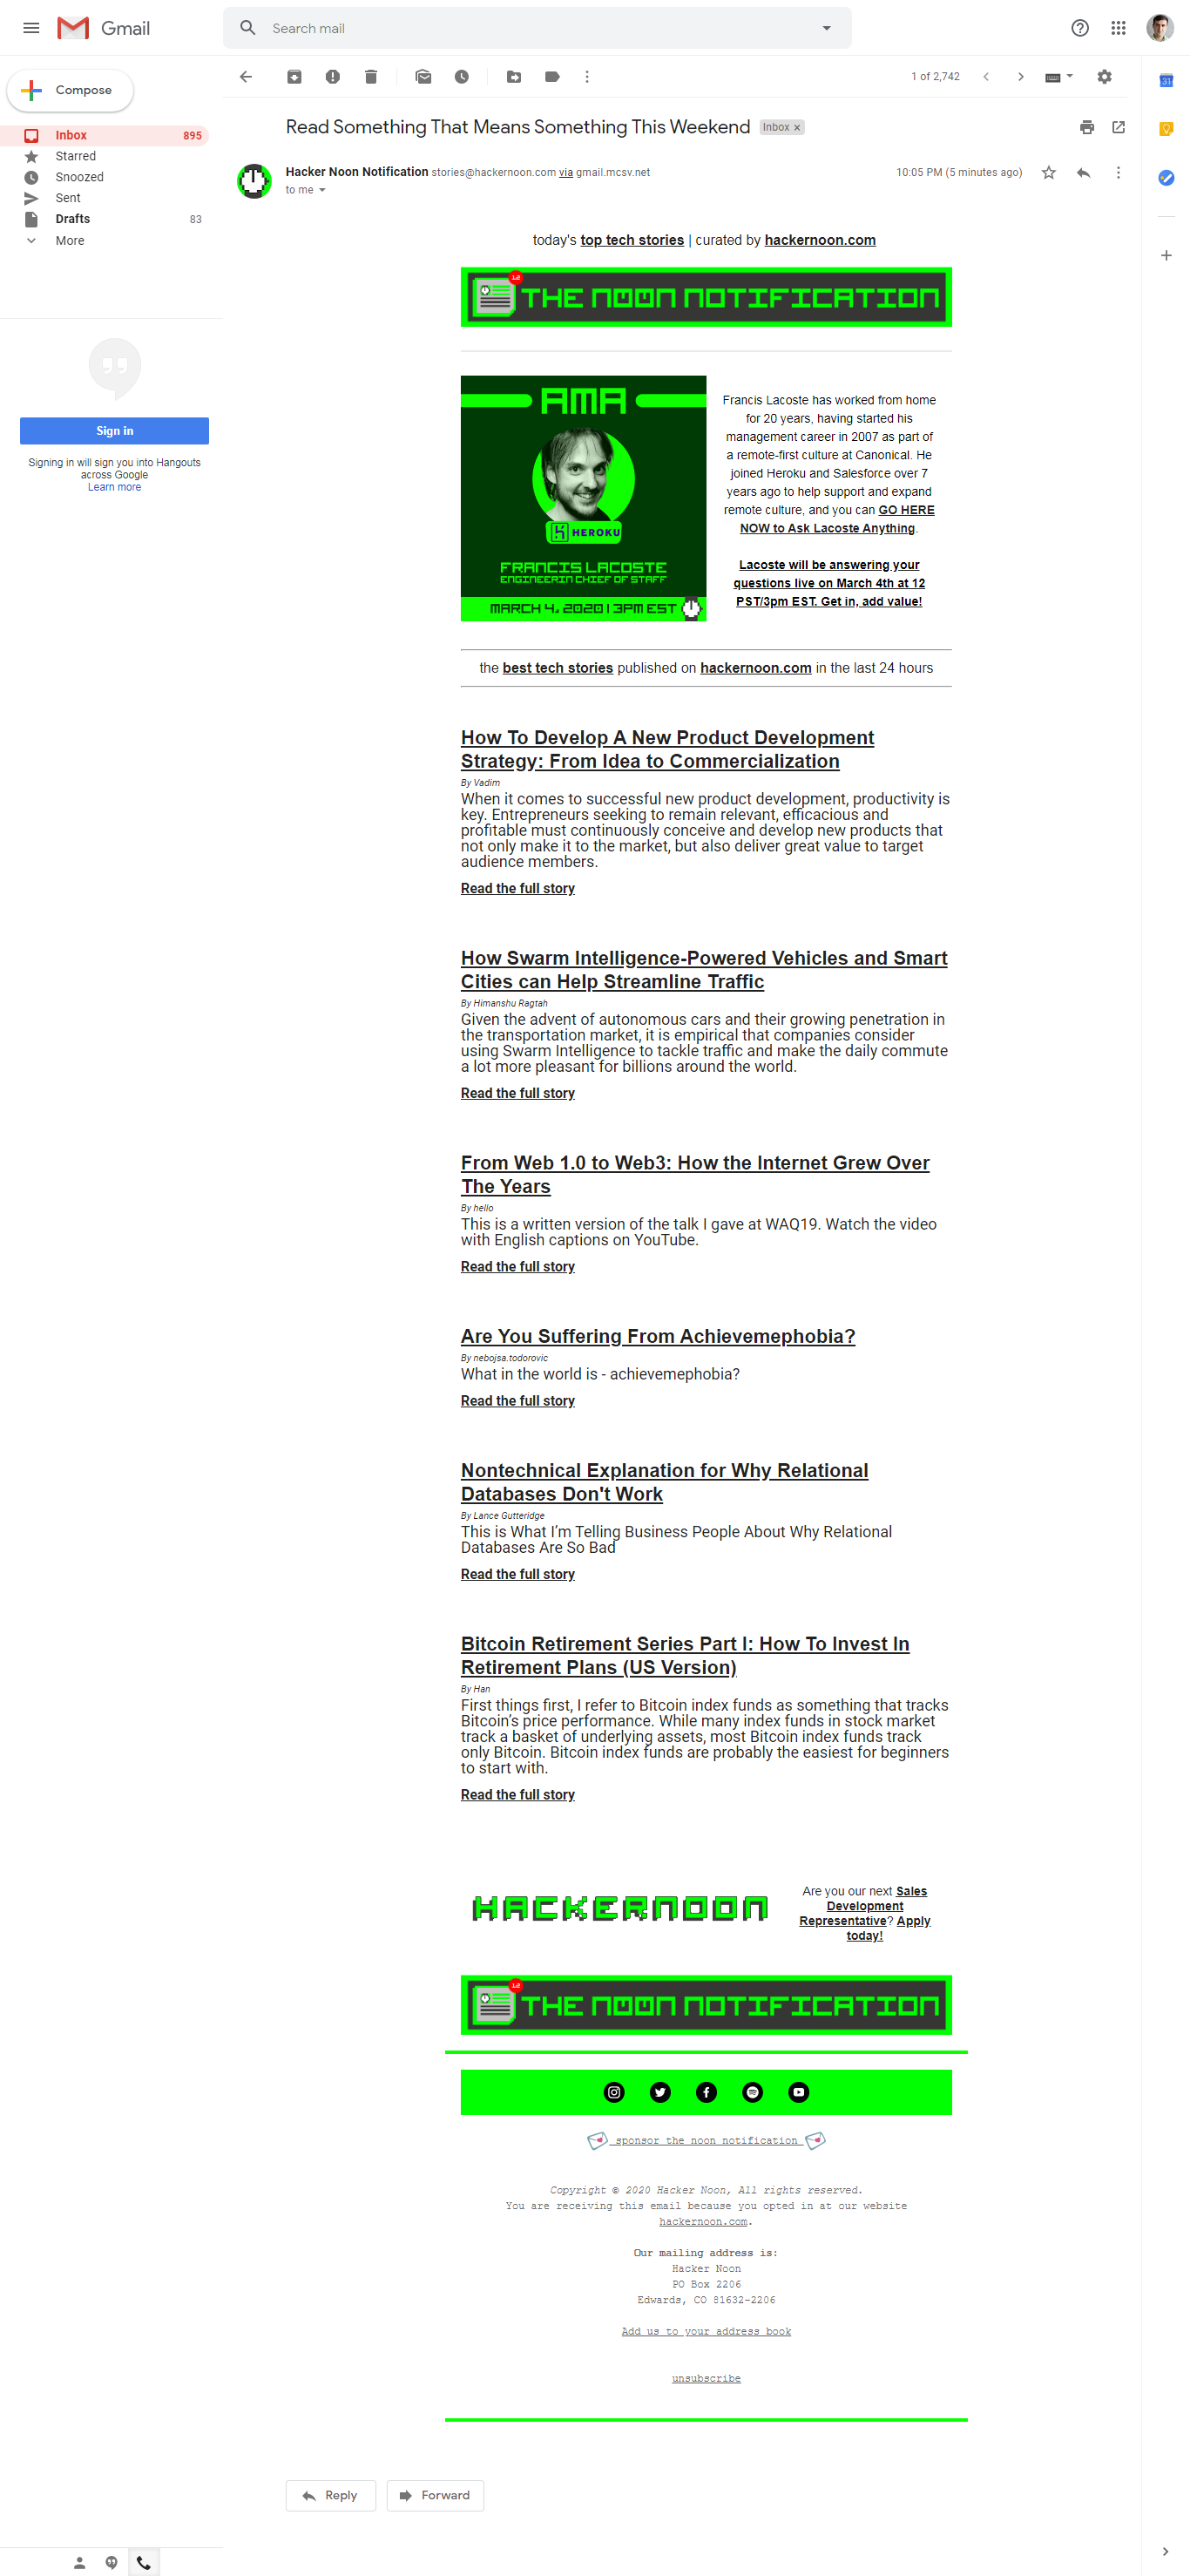 Gmail
Search mail
Compose
Inbox 895
Starred
Snoozed
Sent
Drafts 83
More
Sign in
Signing in will sign you into Hangouts
across Google
Learn more
1 of 2,742
31
Read Something That Means Something This Weekend Inbox x
Hacker Noon Notification stories@hackernoon.com via gmail.mcsv.net
10:05 PM (5 minutes ago)
to me
today's top tech stories | curated by hackernoon.com
12
THE NOON NOTIFICATION
AMA
HEROKU
FRANCIS LACOSTE
ENGINEERIN CHIEF OF STAFF
MARCH 4, 2020 | 3PM EST
Francis Lacoste has worked from home
for 20 years, having started his
management career in 2007 as part of
a remote-first culture at Canonical. He
joined Heroku and Salesforce over 7
years ago to help support and expand
remote culture, and you can GO HERE
NOW to Ask Lacoste Anything.
Lacoste will be answering your
questions live on March 4th at 12
PST/3pm EST. Get in, add value!
the best tech stories published on hackernoon.com in the last 24 hours
How To Develop A New Product Development
Strategy: From Idea to Commercialization
By Vadim
When it comes to successful new product development, productivity is
key. Entrepreneurs seeking to remain relevant, efficacious and
profitable must continuously conceive and develop new products that
not only make it to the market, but also deliver great value to target
audience members.
Read the full story
How Swarm Intelligence-Powered Vehicles and Smart
Cities can Help Streamline Traffic
By Himanshu Ragtah
Given the advent of autonomous cars and their growing penetration in
the transportation market, it is empirical that companies consider
using Swarm Intelligence to tackle traffic and make the daily commute
a lot more pleasant for billions around the world.
Read the full story
From Web 1.0 to Web3: How the Internet Grew Over
The Years
By hello
This is a written version of the talk I gave at WAQ19. Watch the video
with English captions on YouTube.
Read the full story
Are You Suffering From Achievemephobia?
By nebojsa.todorovic
What in the world is - achievemephobia?
Read the full story
Nontechnical Explanation for Why Relational
Databases Don't Work
By Lance Gutteridge
This is What I’m Telling Business People About Why Relational
Databases Are So Bad
Read the full story
Bitcoin Retirement Series Part I: How To Invest In
Retirement Plans (US Version)
By Han
First things first, I refer to Bitcoin index funds as something that tracks
Bitcoin’s price performance. While many index funds in stock market
track a basket of underlying assets, most Bitcoin index funds track
only Bitcoin. Bitcoin index funds are probably the easiest for beginners
to start with.
Read the full story
HACKERNOON
Are you our next Sales
Development
Representative? Apply
today!
12
THE NOON NOTIFICATION
sponsor the noon notification
Copyright © 2020 Hacker Noon, All rights reserved.
You are receiving this email because you opted in at our website
hackernoon.com.
Our mailing address is:
Hacker Noon
PO Box 2206
Edwards, CO 81632-2206
Add us to your address book
unsubscribe
Reply
Forward